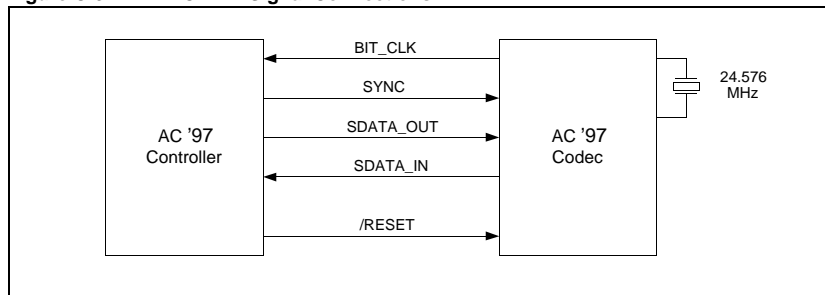 BIT_CLK
SYNC
SDATA_OUT
SDATA_IN
/RESET
AC '97
Controller
AC '97
Codec
24.576
MHz